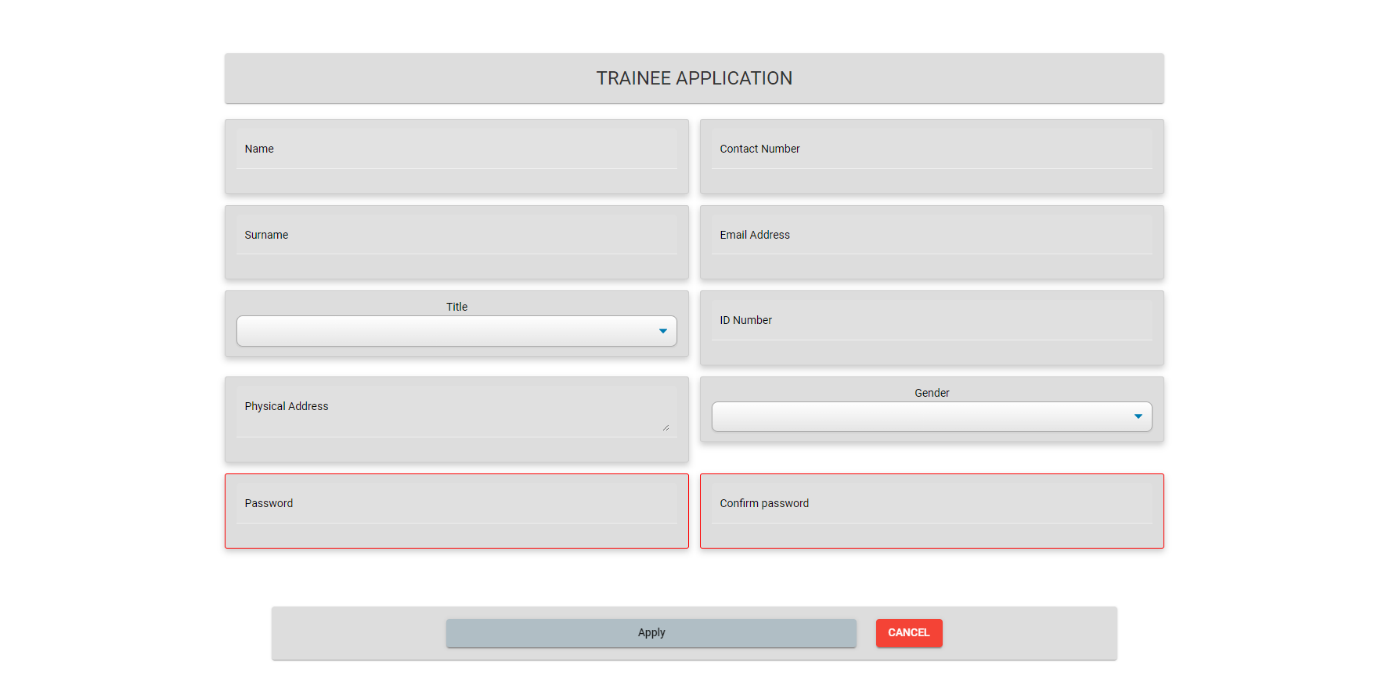 TRAINEE APPLICATION
Name
Contact Number
Surname
Email Address
Title
ID Number
Physical Address
Gender
Password
Confirm password
Apply
CANCEL